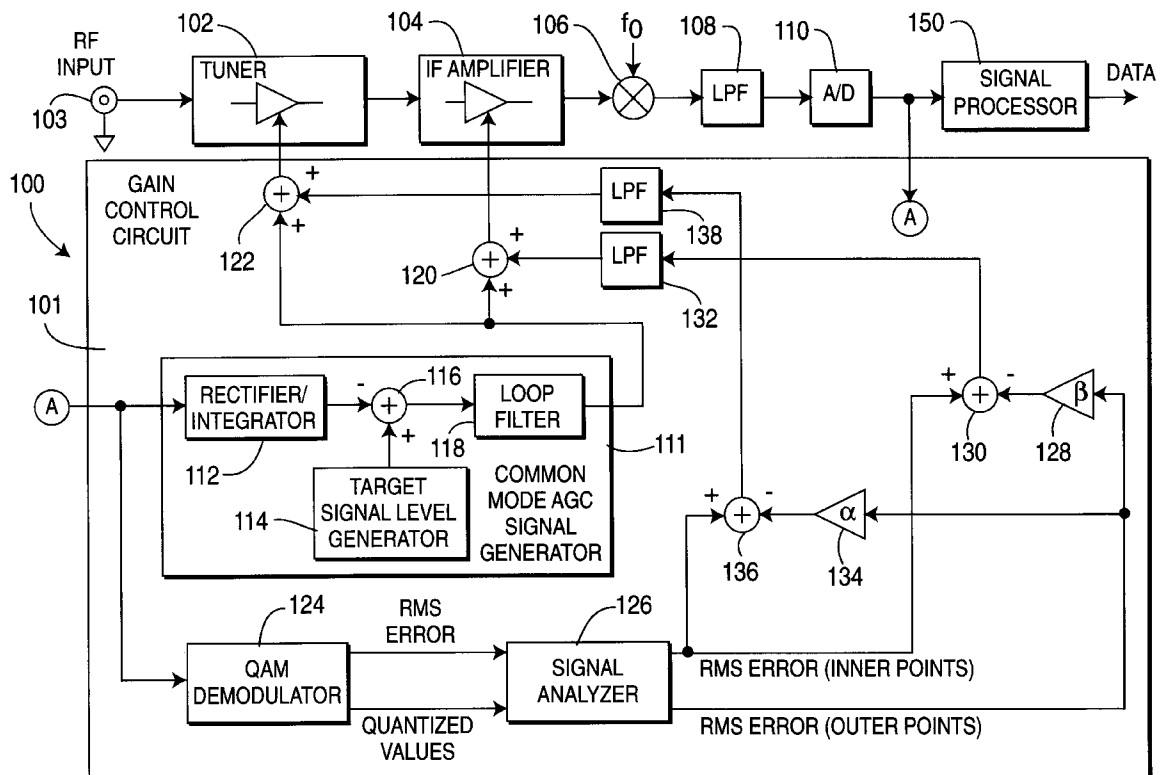 RF
INPUT
103
102
TUNER
104
IF AMPLIFIER
106
f0
108
LPF
110
A/D
150
SIGNAL
PROCESSOR
DATA
100
GAIN
CONTROL
CIRCUIT
+
+
+
122
LPF
138
A
+
+
+
120
LPF
132
101
A
RECTIFIER/
INTEGRATOR
112
-
+
+
116
118
LOOP
FILTER
111
TARGET
SIGNAL LEVEL
GENERATOR
114
COMMON
MODE AGC
SIGNAL
GENERATOR
+
-
+
130
β
128
+
-
+
136
α
134
124
QAM
DEMODULATOR
RMS
ERROR
QUANTIZED
VALUES
126
SIGNAL
ANALYZER
RMS ERROR (INNER POINTS)
RMS ERROR (OUTER POINTS)